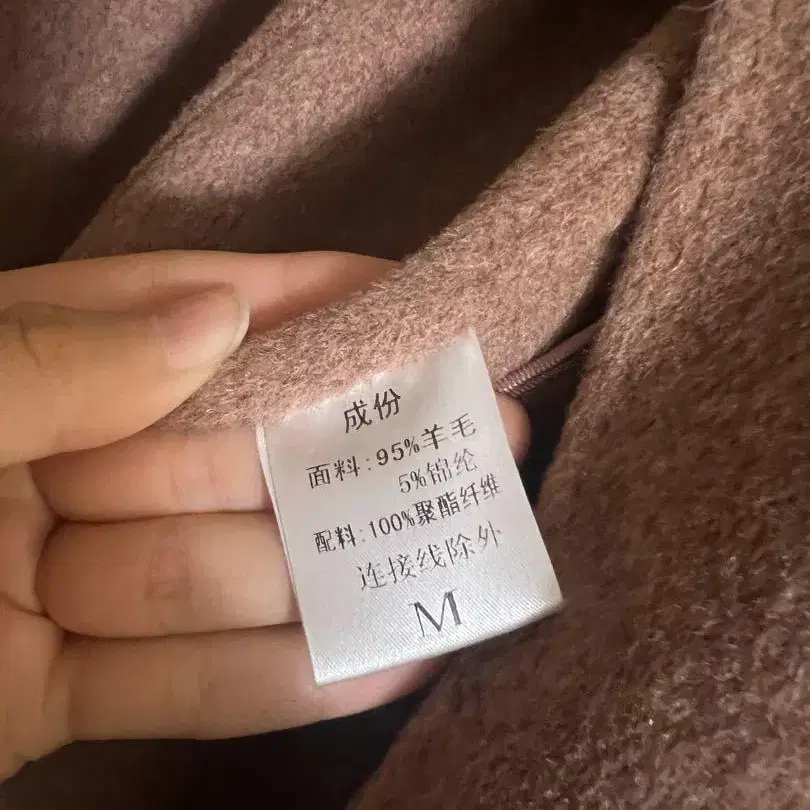 成份
面料:95%羊毛
5%锦纶
配料:100%聚酯纤维
连接线除外
M